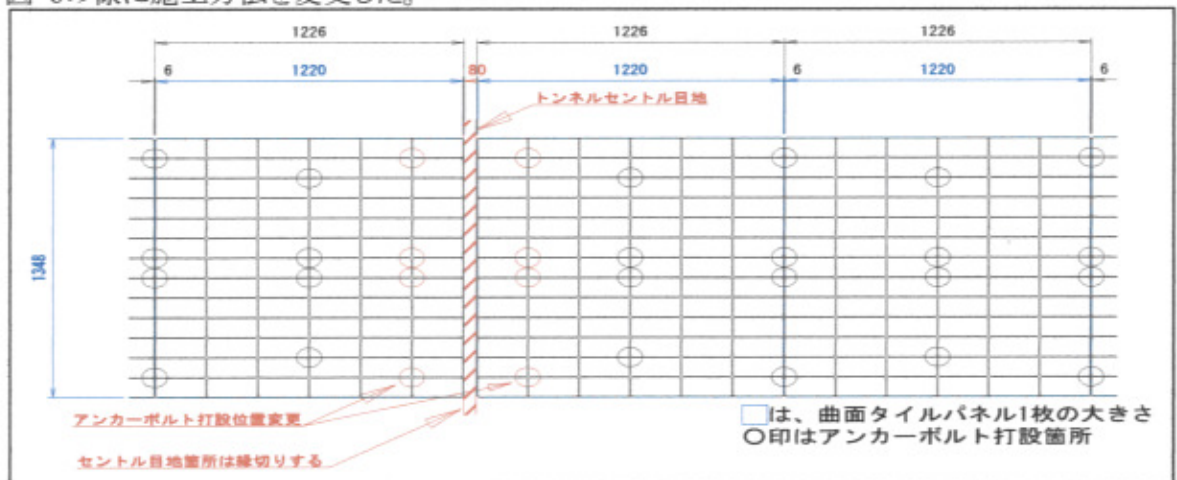 1226 1226 1226
6 1220 80 1220 6 1220 6
トンネルセントル目地
1348
アンカーボルト打設位置変更
セントル目地箇所は縁切りする
□は、曲面タイルパネル1枚の大きさ
○印はアンカーボルト打設箇所